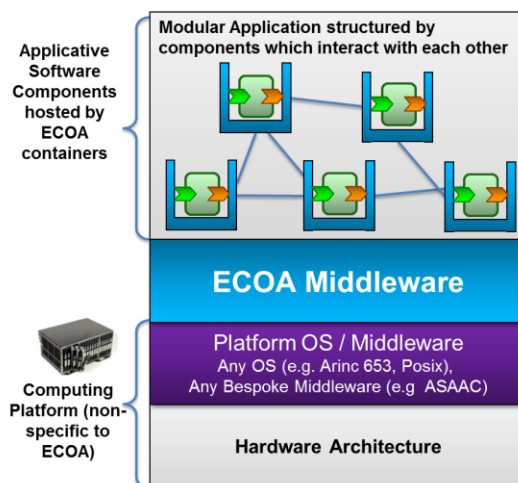 Applicative
Software
Components
hosted by
ECOA
containers
Modular Application structured by
components which interact with each other
ECOA Middleware
Platform OS / Middleware
Any OS (e.g. Arinc 653, Posix),
Any Bespoke Middleware (e.g ASAAC)
Computing
Platform (non-
specific to
ECOA)
Hardware Architecture